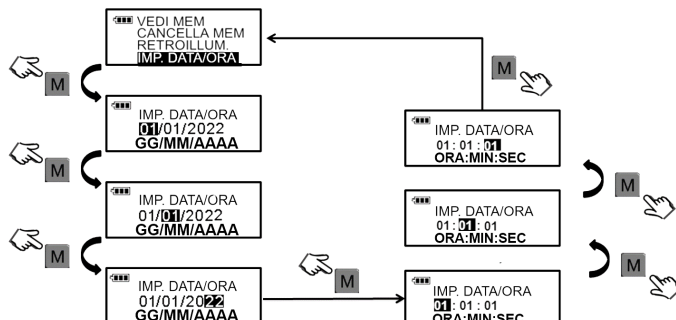 VEDI MEM
CANCELLA MEM
RETROILLUM.
IMP. DATA/ORA
M
IMP. DATA/ORA
01/01/2022
GG/MM/AAAA
M
IMP. DATA/ORA
01/01/2022
GG/MM/AAAA
M
IMP. DATA/ORA
01/01/2022
GG/MM/AAAA
M
IMP. DATA/ORA
01 : 01 : 01
ORA:MIN:SEC
M
IMP. DATA/ORA
01 : 01 : 01
ORA:MIN:SEC
M
IMP. DATA/ORA
01 : 01 : 01
ORA:MIN:SEC
M